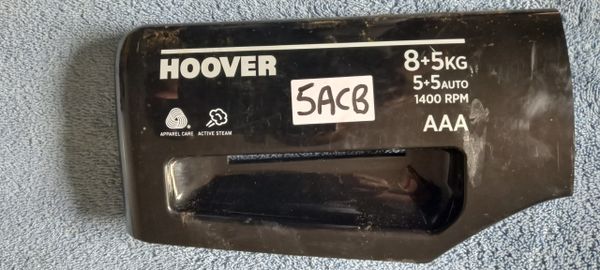 HOOVER
5ACB
8+5KG
5+5AUTO
1400 RPM
AAA
APPAREL CARE
ACTIVE STEAM